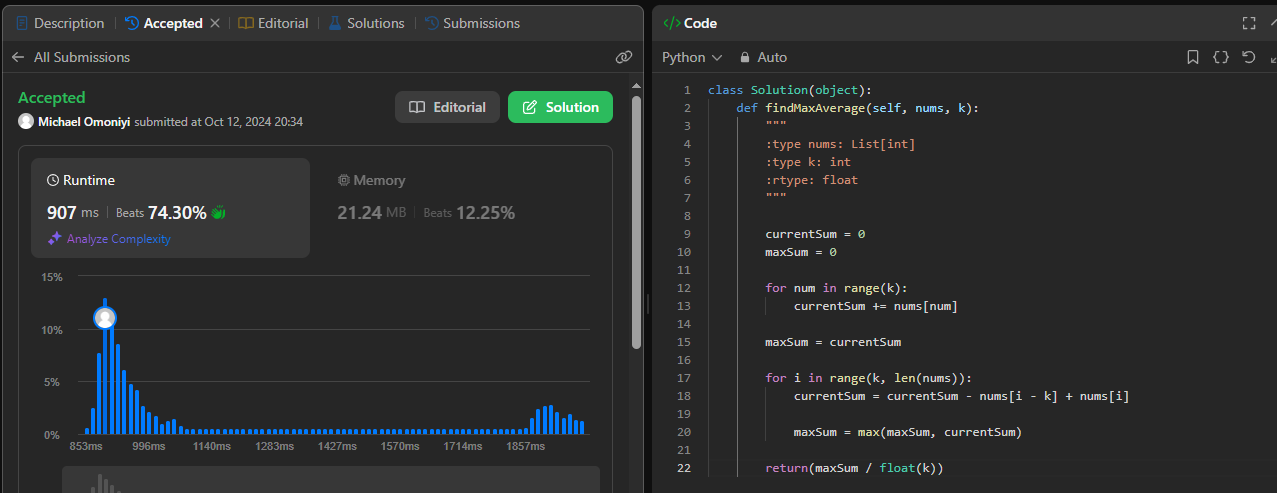 Description
Accepted
Editorial
Solutions
Submissions
All Submissions
Accepted
Michael Omoniyi submitted at Oct 12, 2024 20:34
Editorial
Solution
Runtime
907 ms Beats 74.30%
Analyze Complexity
Memory
21.24 MB Beats 12.25%
15%
10%
5%
0%
853ms 996ms 1140ms 1283ms 1427ms 1570ms 1714ms 1857ms
</> Code
Python Auto
1 class Solution(object):
2 def findMaxAverage(self, nums, k):
3 """
4 :type nums: List[int]
5 :type k: int
6 :rtype: float
7 """
8
9 currentSum = 0
10 maxSum = 0
11
12 for num in range(k):
13 currentSum += nums[num]
14
15 maxSum = currentSum
16
17 for i in range(k, len(nums)):
18 currentSum = currentSum - nums[i - k] + nums[i]
19
20 maxSum = max(maxSum, currentSum)
21
22 return(maxSum / float(k))